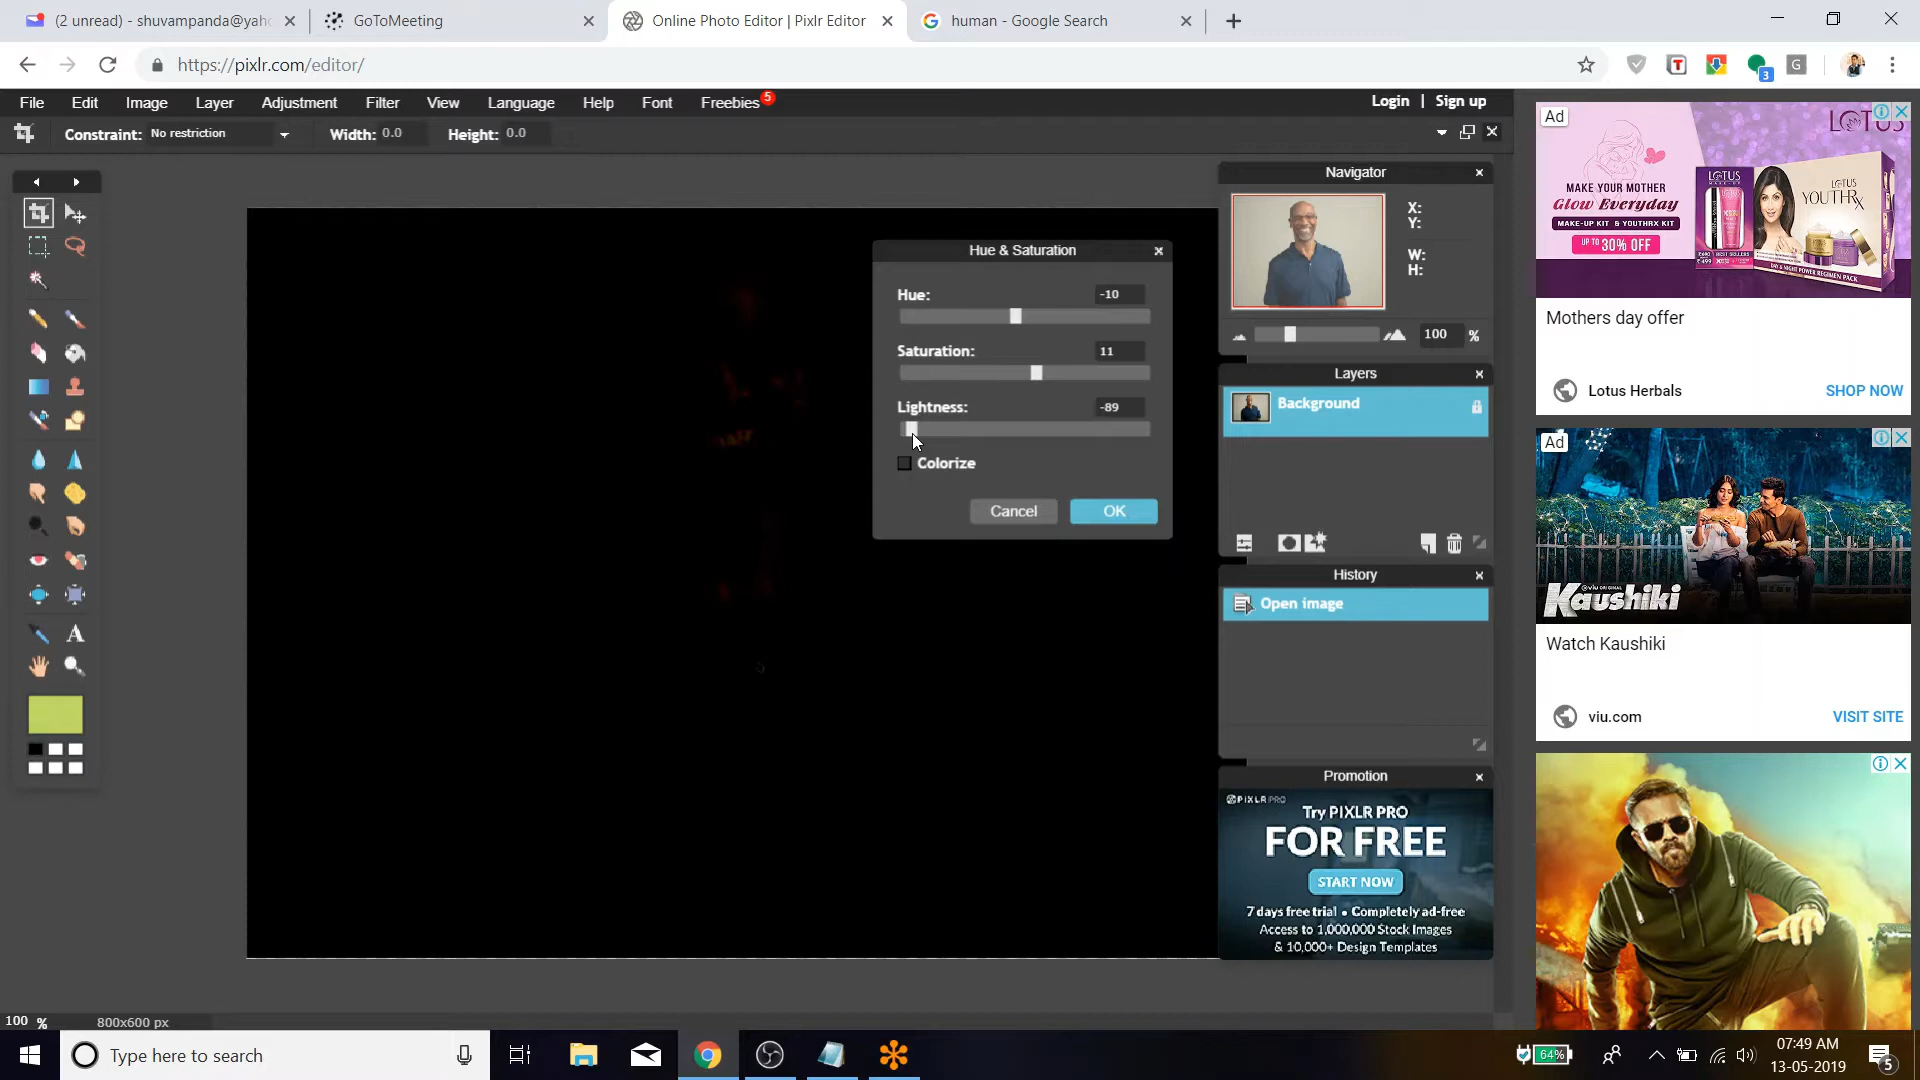 (2 unread) - shuvampanda@yaho
GoToMeeting
Online Photo Editor | Pixlr Editor
human - Google Search
https://pixlr.com/editor/
T
3
G
File Edit Image Layer Adjustment Filter View Language Help Font Freebies 5
Login | Sign up
Constraint: No restriction Width: 0.0 Height: 0.0
Navigator
X:
Y:
W:
H:
100 %
Hue & Saturation
Hue: -10
Saturation: 11
Lightness: -89
Colorize
Cancel OK
Layers
Background
History
Open image
Promotion
PIXLR PRO
Try PIXLR PRO
FOR FREE
START NOW
7 days free trial • Completely ad-free
Access to 1,000,000 Stock Images
& 10,000+ Design Templates
A
Ad
LOTUS
MAKE YOUR MOTHER
Glow Everyday
MAKE-UP KIT & YOUTHRX KIT
UP TO 30% OFF
LOTUS
YOUTHRX
Mothers day offer
Lotus Herbals SHOP NOW
Ad
Kaushiki
Watch Kaushiki
viu.com VISIT SITE
100 % 800x600 px
Type here to search
64%
07:49 AM
13-05-2019
5